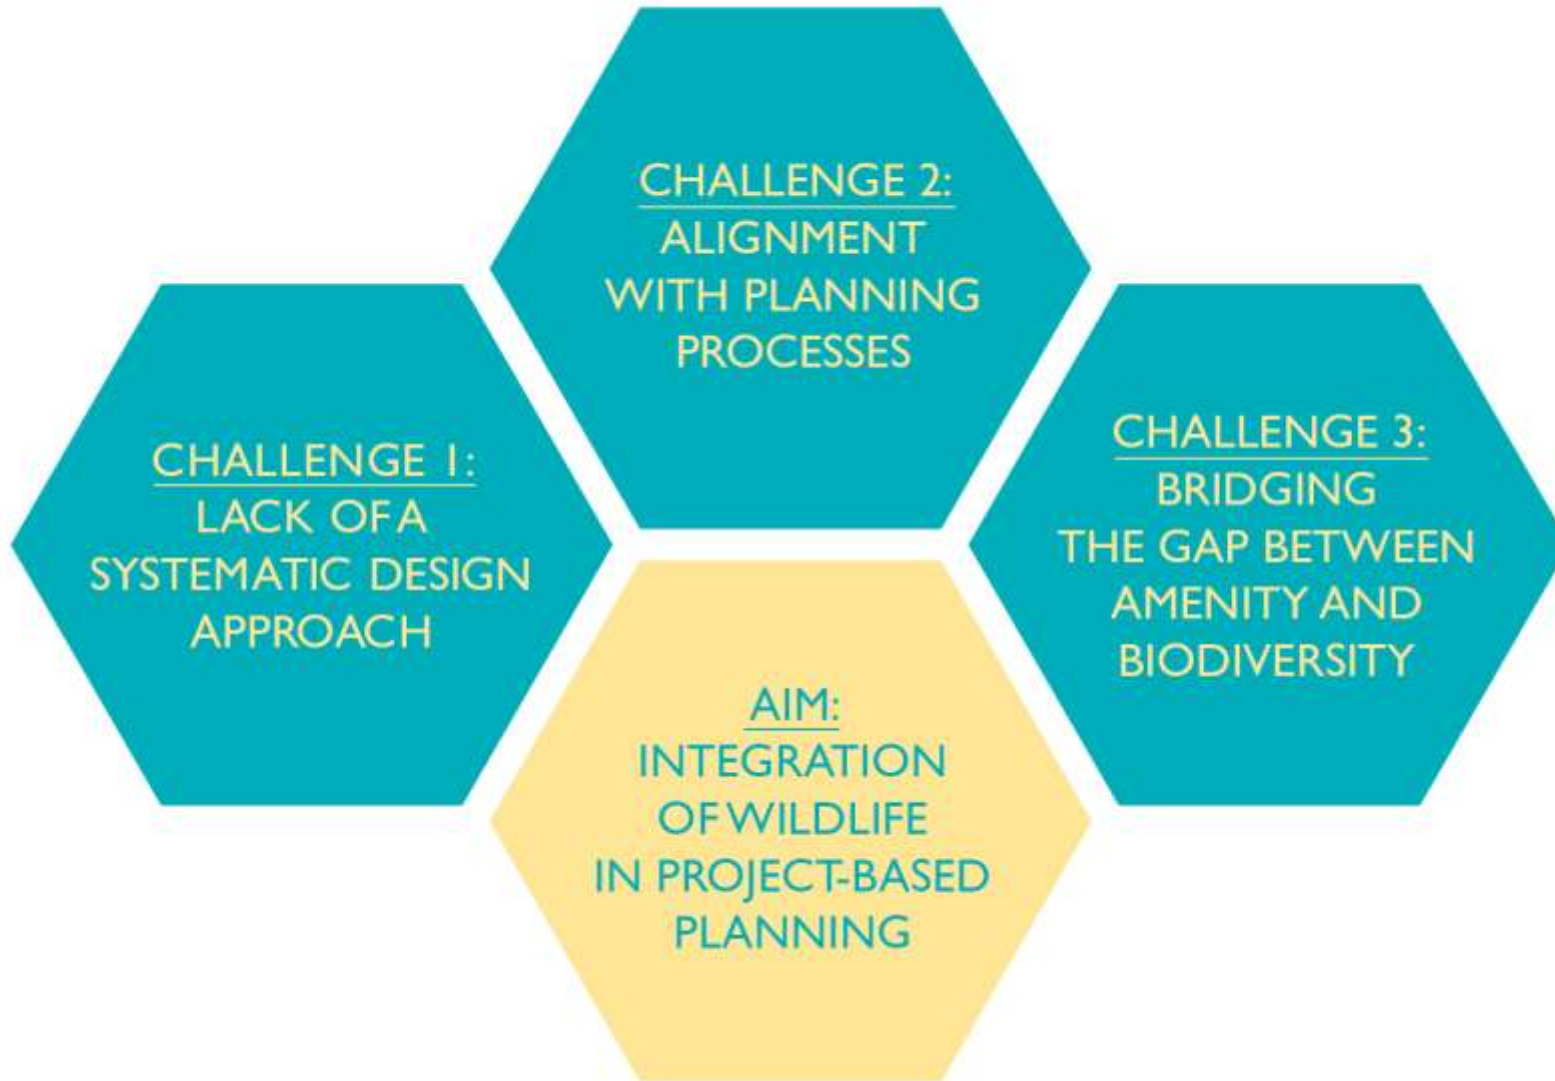 CHALLENGE 1:
LACK OF A
SYSTEMATIC DESIGN
APPROACH
CHALLENGE 2:
ALIGNMENT
WITH PLANNING
PROCESSES
CHALLENGE 3:
BRIDGING
THE GAP BETWEEN
AMENITY AND
BIODIVERSITY
AIM:
INTEGRATION
OF WILDLIFE
IN PROJECT-BASED
PLANNING